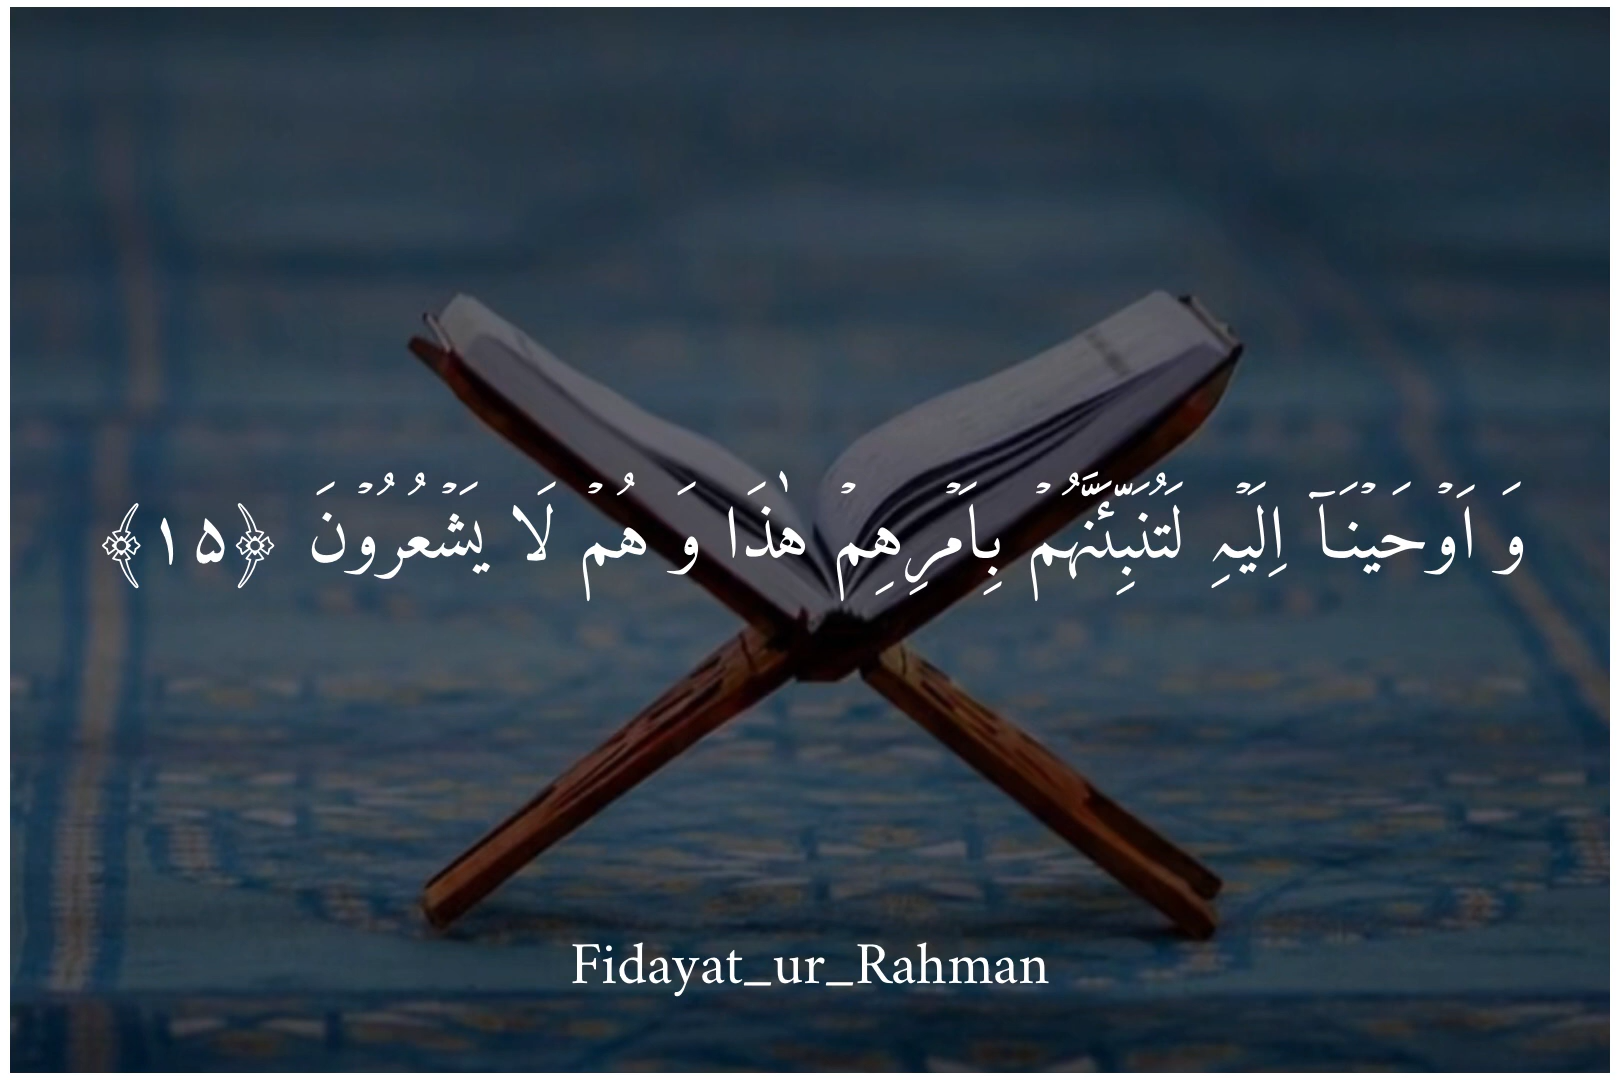 وَ اَوۡحَیۡنَاۤ اِلَیۡہِ لَتُنَبِّئَنَّہُمۡ بِاَمۡرِہِمۡ ہٰذَا وَ ہُمۡ لَا یَشۡعُرُوۡنَ ﴿۱۵﴾
Fidayat_ur_Rahman